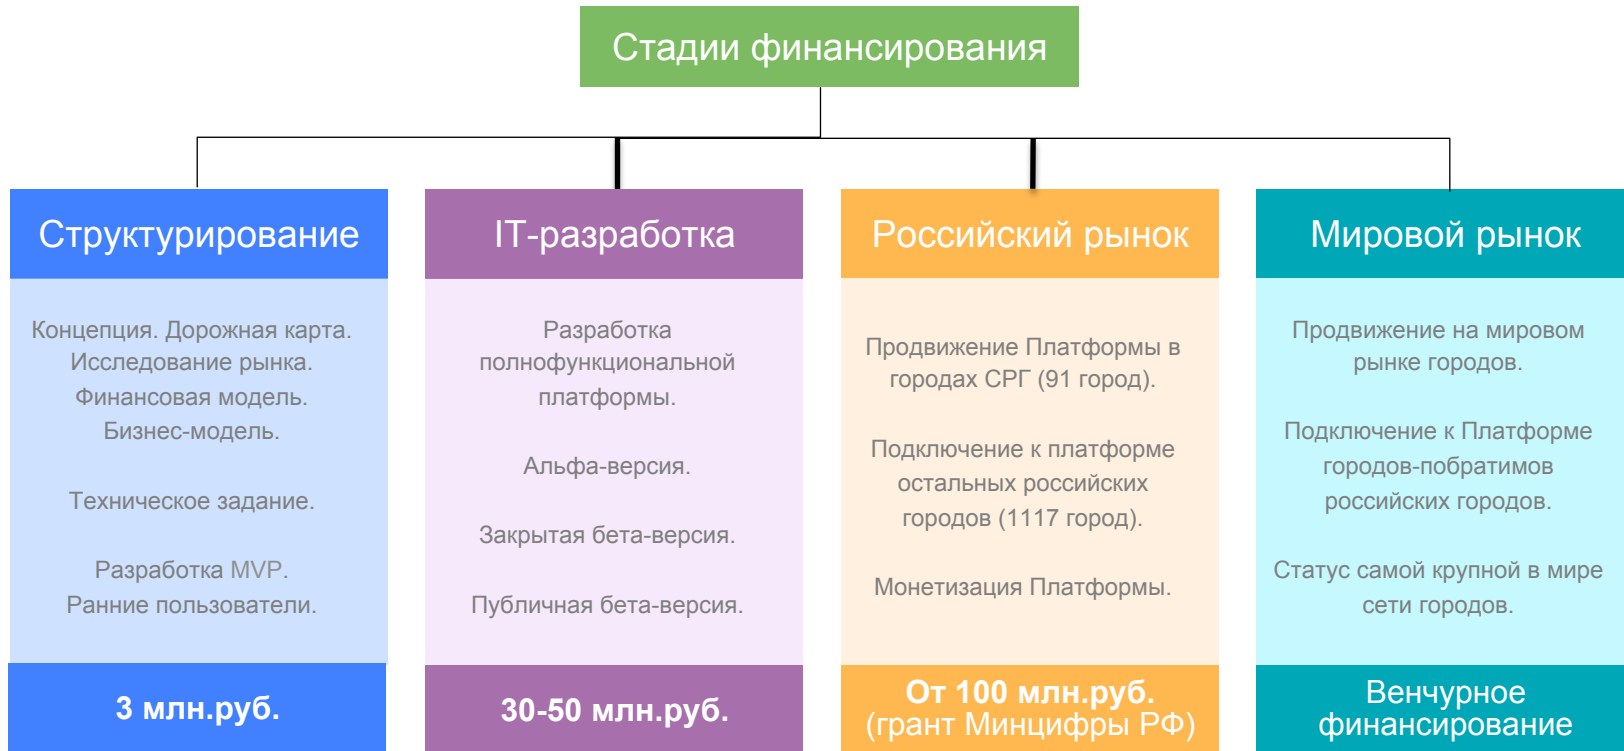 Стадии финансирования
Структурирование
Концепция. Дорожная карта.
Исследование рынка.
Финансовая модель.
Бизнес-модель.
Техническое задание.
Разработка MVP.
Ранние пользователи.
3 млн.руб.
IT-разработка
Разработка
полнофункциональной
платформы.
Альфа-версия.
Закрытая бета-версия.
Публичная бета-версия.
30-50 млн.руб.
Российский рынок
Продвижение Платформы в
городах СРГ (91 город).
Подключение к платформе
остальных российских
городов (1117 город).
Монетизация Платформы.
От 100 млн.руб.
(грант Минцифры РФ)
Мировой рынок
Продвижение на мировом
рынке городов.
Подключение к Платформе
городов-побратимов
российских городов.
Статус самой крупной в мире
сети городов.
Венчурное
финансирование